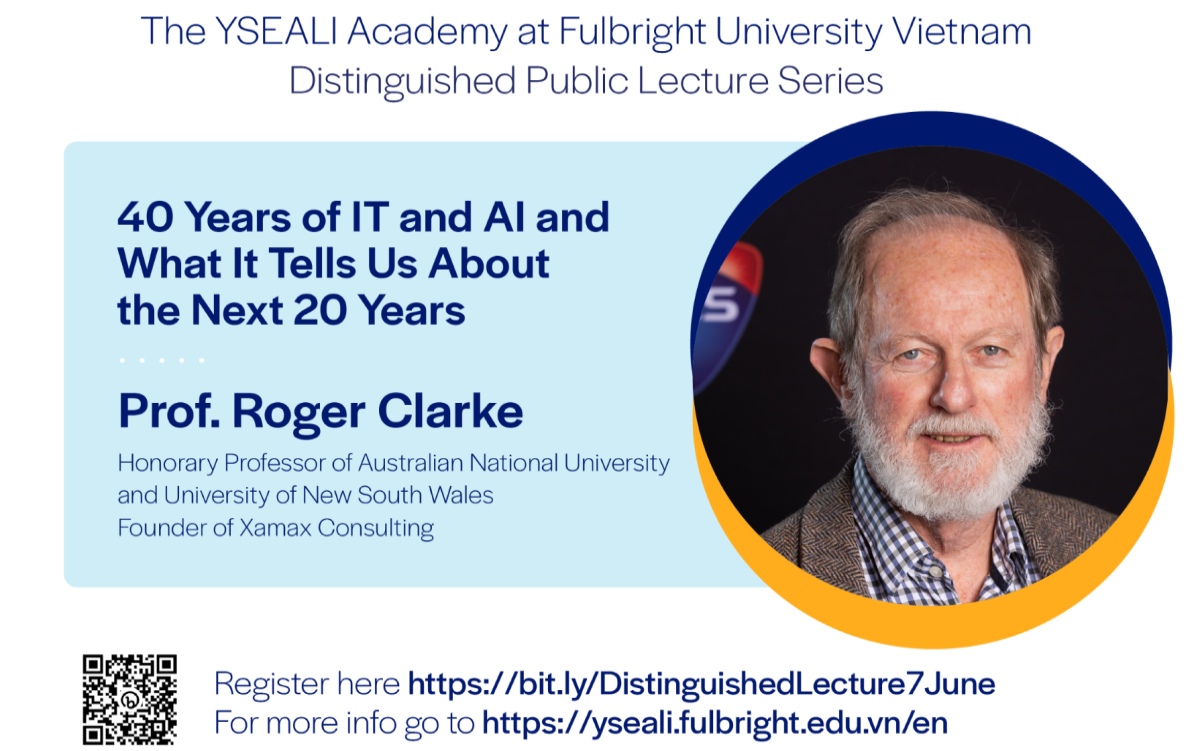 The YSEALI Academy at Fulbright University Vietnam
Distinguished Public Lecture Series
40 Years of IT and AI and
What It Tells Us About
the Next 20 Years
Prof. Roger Clarke
Honorary Professor of Australian National University
and University of New South Wales
Founder of Xamax Consulting
S
Register here https://bit.ly/DistinguishedLecture7June
For more info go to https://yseali.fulbright.edu.vn/en